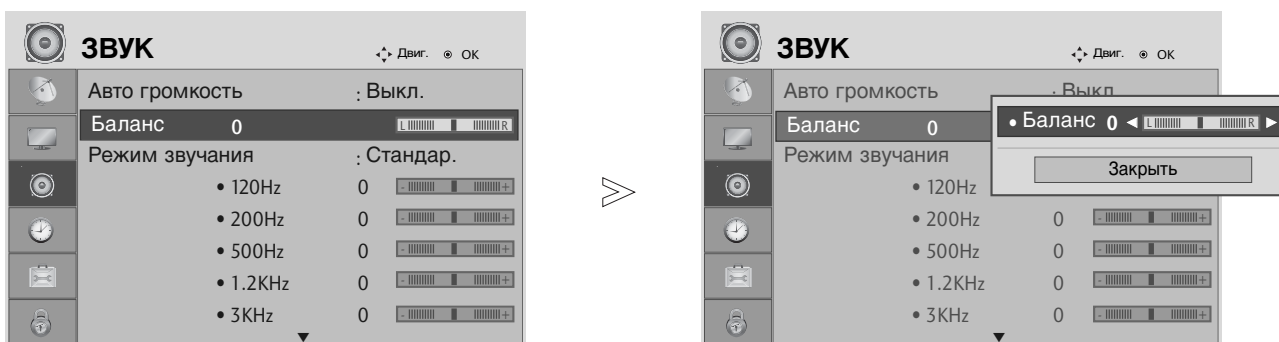 ЗВУК Двиг. OK
Авто громкость : Выкл.
Баланс 0 L R
Режим звучания : Стандар.
• 120Hz 0 - +
• 200Hz 0 - +
• 500Hz 0 - +
• 1.2KHz 0 - +
• 3KHz 0 - +
ЗВУК Двиг. OK
Авто громкость : Выкл.
Баланс 0
• Баланс 0 ◄ L R ►
Закрыть
Режим звучания
• 120Hz
• 200Hz 0 - +
• 500Hz 0 - +
• 1.2KHz 0 - +
• 3KHz 0 - +